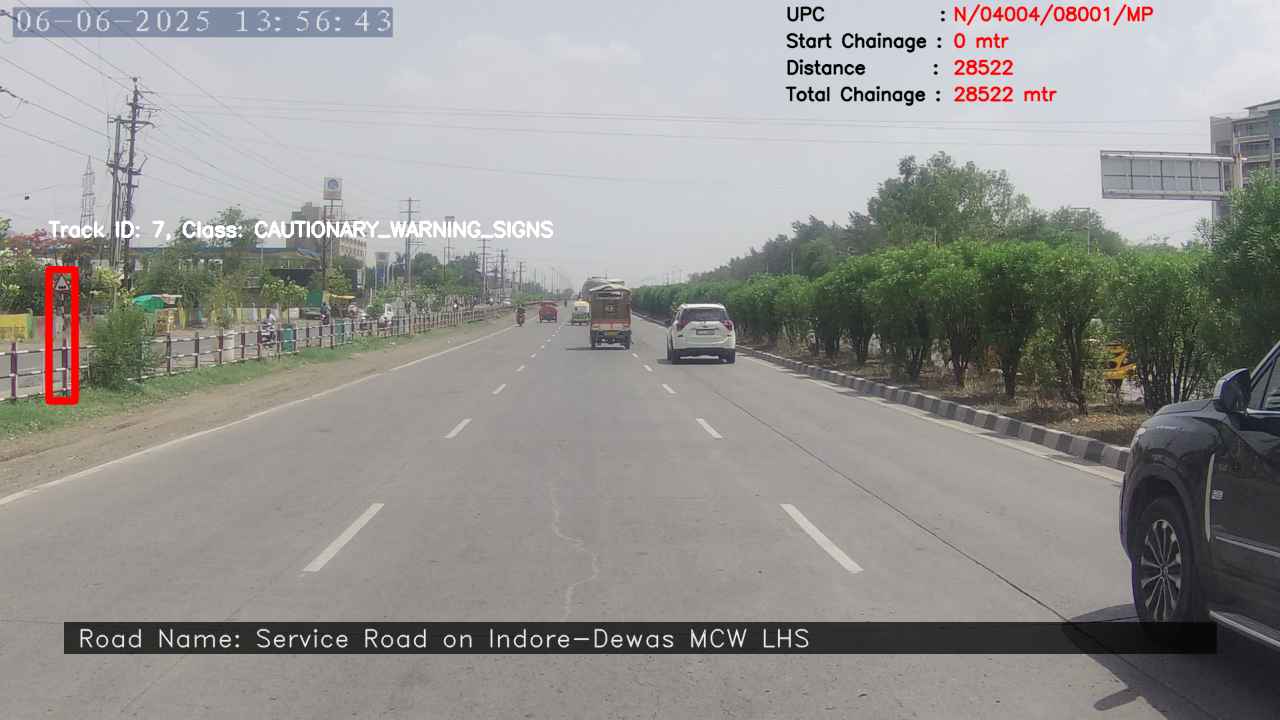 06-06-2025 13:56:43
UPC : N/04004/08001/MP
Start Chainage : 0 mtr
Distance : 28522
Total Chainage : 28522 mtr
Track ID: 7, Class: CAUTIONARY_WARNING_SIGNS
Road Name: Service Road on Indore-Dewas MCW LHS